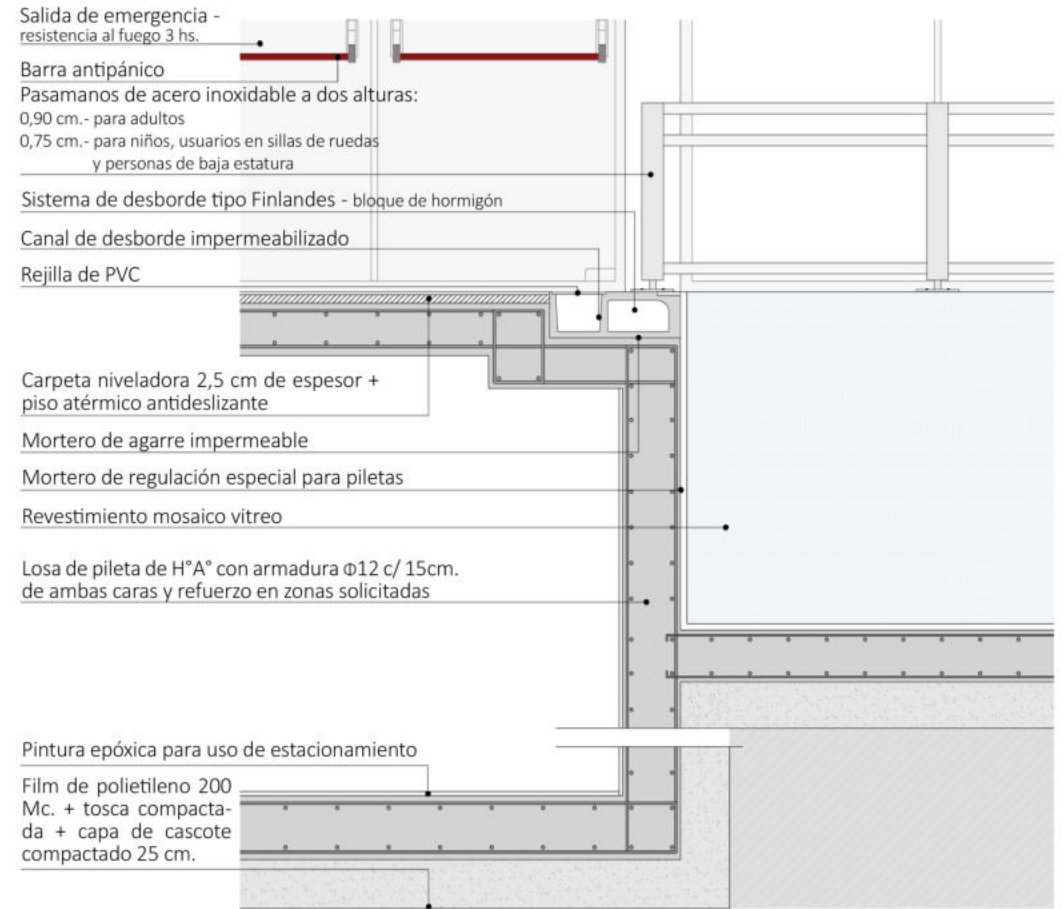 Salida de emergencia -
resistencia al fuego 3 hs.
Barra antipánico
Pasamanos de acero inoxidable a dos alturas:
0,90 cm.- para adultos
0,75 cm.- para niños, usuarios en sillas de ruedas
y personas de baja estatura
Sistema de desborde tipo Finlandes - bloque de hormigón
Canal de desborde impermeabilizado
Rejilla de PVC
Carpeta niveladora 2,5 cm de espesor +
piso atérmico antideslizante
Mortero de agarre impermeable
Mortero de regulación especial para piletas
Revestimiento mosaico vitreo
Losa de pileta de H°A° con armadura Φ12 c/ 15cm.
de ambas caras y refuerzo en zonas solicitadas
Pintura epóxica para uso de estacionamiento
Film de polietileno 200
Mc. + tosca compacta-
da + capa de cascote
compactado 25 cm.